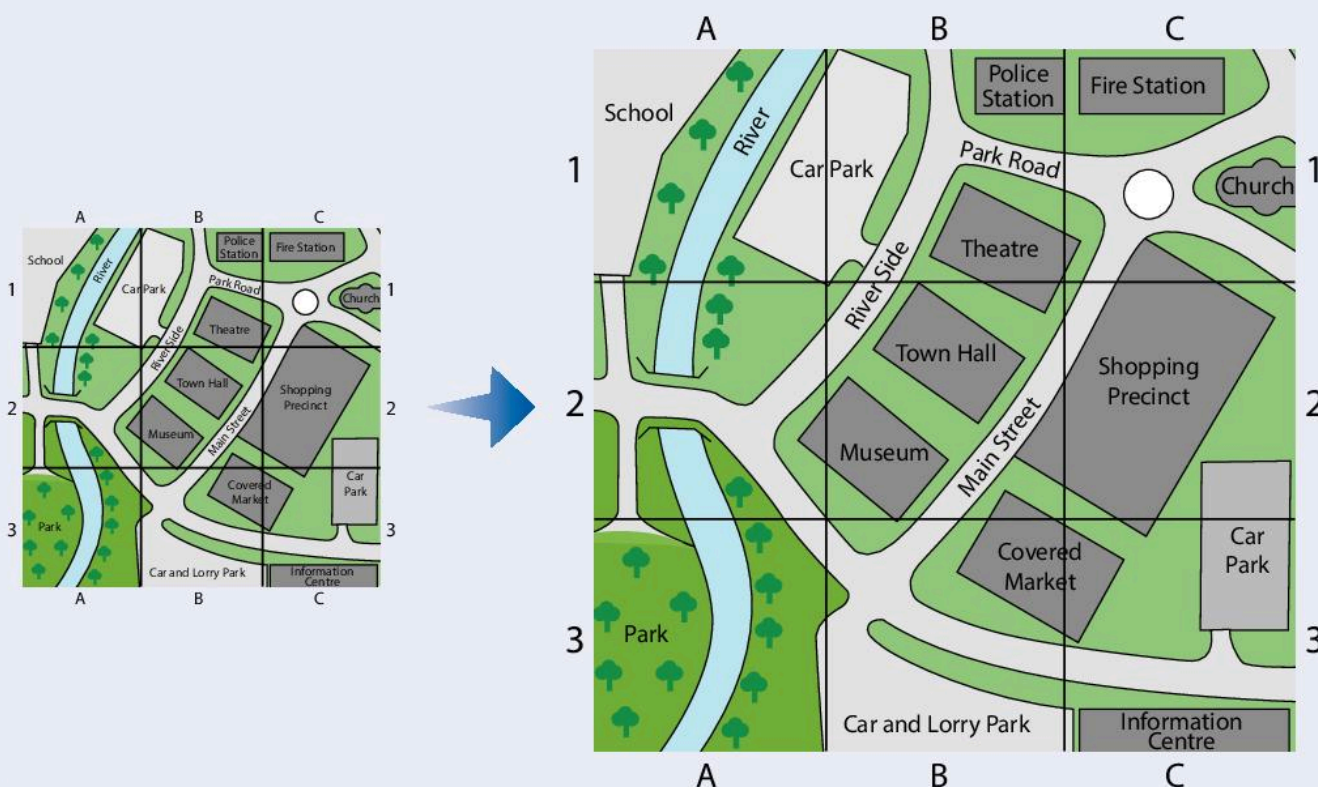 A B C
1 1
2 2
3 3
School
River
Car Park
Police
Station
Fire Station
Park Road
Church
Theatre
River Side
Town Hall
Shopping
Precinct
Museum
Main Street
Covered
Market
Car
Park
Park
Car and Lorry Park
Information
Centre
A B C
A B C
1 1
2 2
3 3
School
River
Car Park
Police
Station
Fire Station
Park Road
Church
Theatre
River Side
Town Hall
Shopping
Precinct
Museum
Main Street
Covered
Market
Car
Park
Park
Car and Lorry Park
Information
Centre
A B C